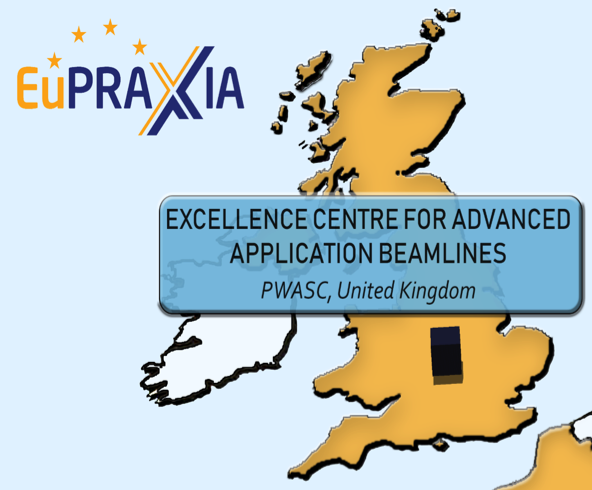 EuPRAXIA
EXCELLENCE CENTRE FOR ADVANCED
APPLICATION BEAMLINES
PWASC, United Kingdom